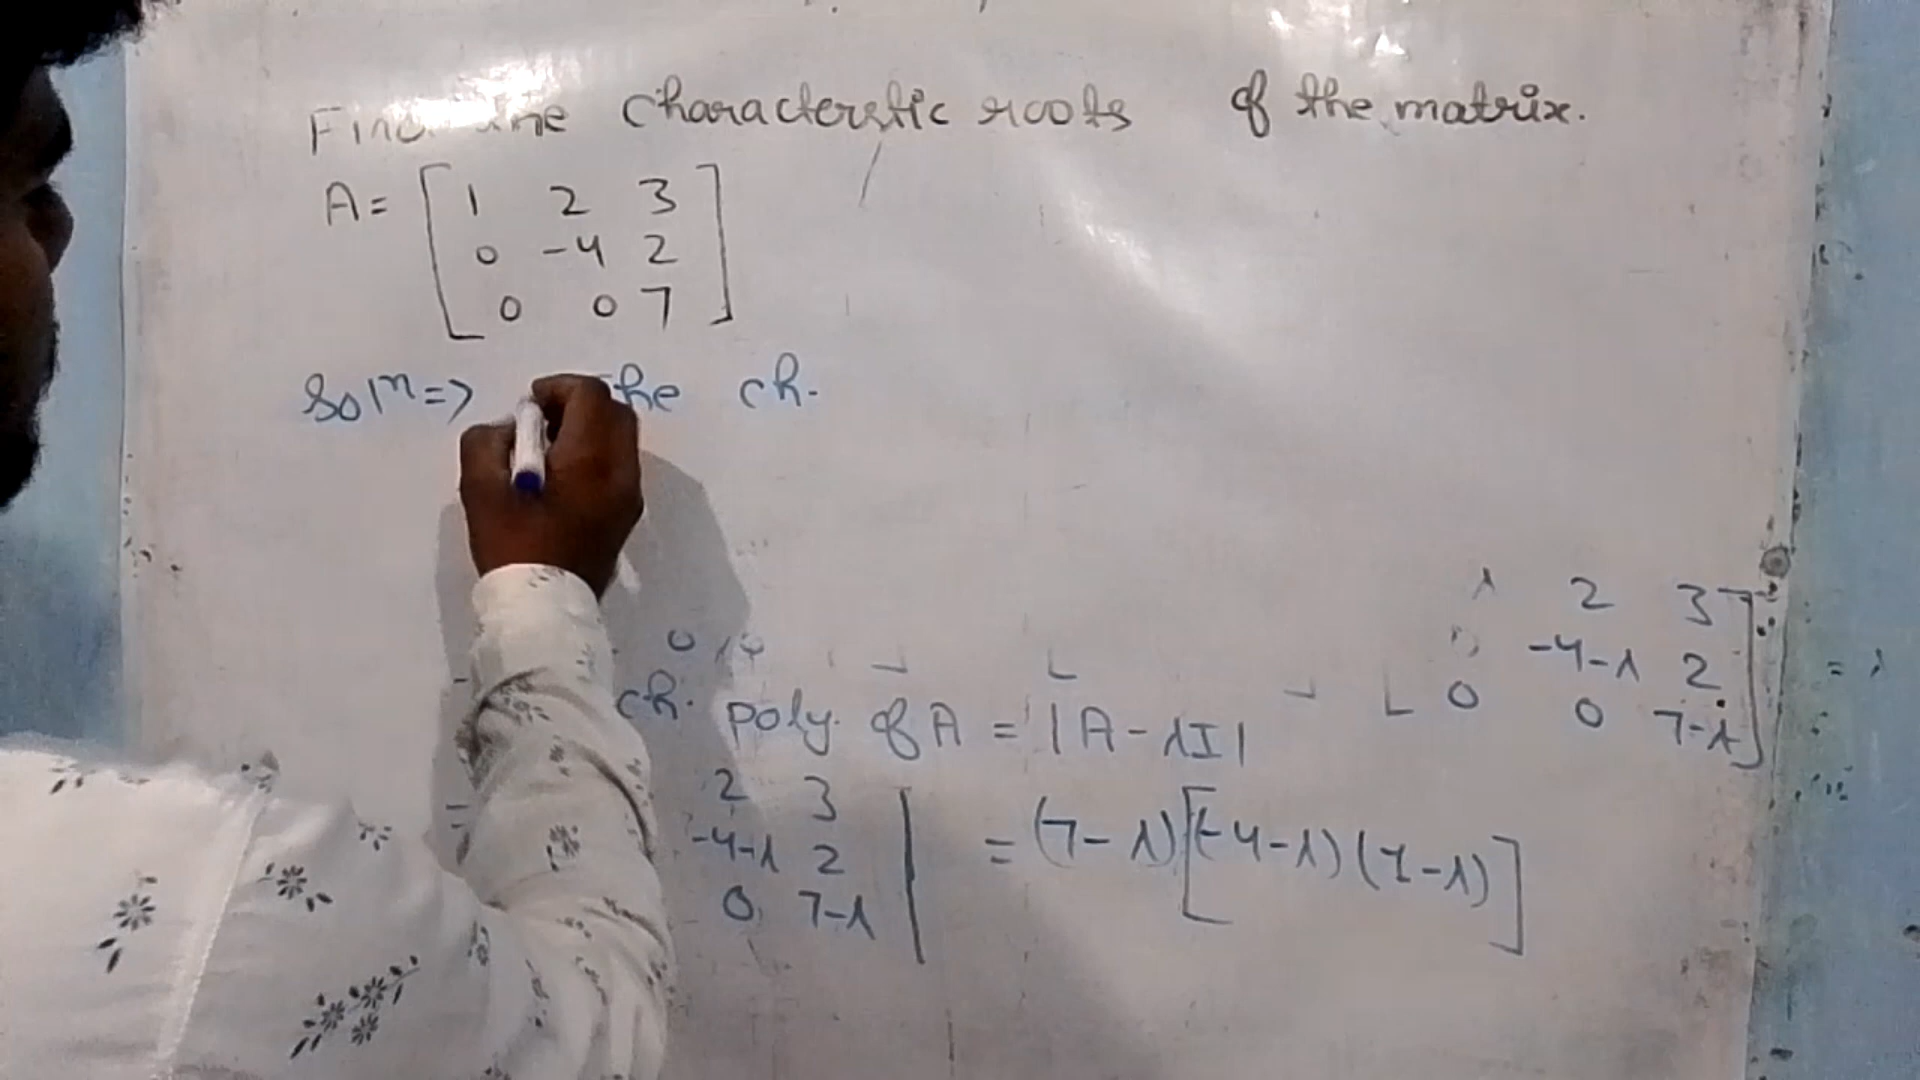 Find the characterstic roots of the matrix.
A = [ 1 2 3
0 -4 2
0 0 7 ]
Solⁿ => the ch.
λ 2 3 ]
0 -4-λ 2
0 0 7-λ
ch. poly. of A = |A - λI|
2 3
-4-λ 2
0 7-λ | = (7-λ)[(-4-λ)(1-λ)]